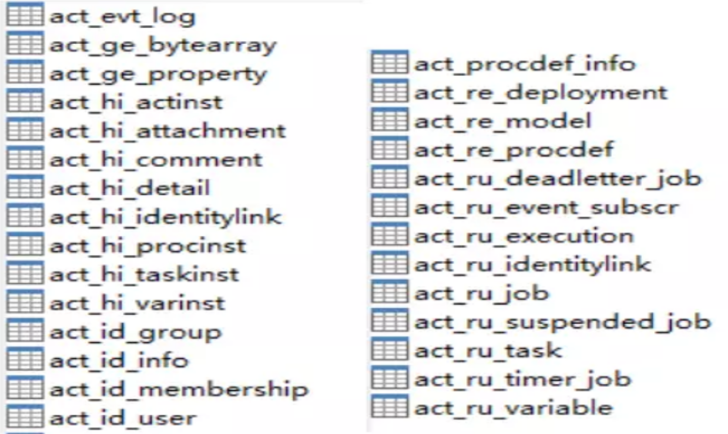 act_evt_log
act_ge_bytearray
act_ge_property
act_hi_actinst
act_hi_attachment
act_hi_comment
act_hi_detail
act_hi_identitylink
act_hi_procinst
act_hi_taskinst
act_hi_varinst
act_id_group
act_id_info
act_id_membership
act_id_user
act_procdef_info
act_re_deployment
act_re_model
act_re_procdef
act_ru_deadletter_job
act_ru_event_subscr
act_ru_execution
act_ru_identitylink
act_ru_job
act_ru_suspended_job
act_ru_task
act_ru_timer_job
act_ru_variable